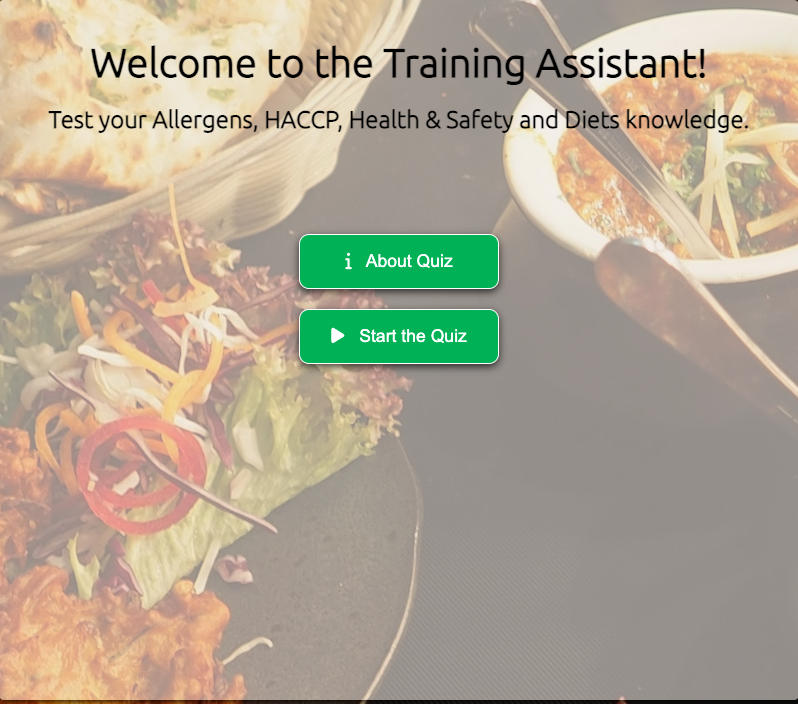 Welcome to the Training Assistant!
Test your Allergens, HACCP, Health & Safety and Diets knowledge.
About Quiz
Start the Quiz